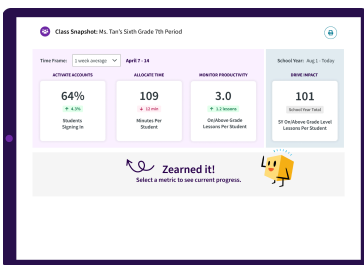 Class Snapshot: Ms. Tan's Sixth Grade 7th Period
Time Frame: 1 week average April 7 - 14
School Year: Aug 1 - Today
ACTIVATE ACCOUNTS
64%
4.3%
Students
Signing In
ALLOCATE TIME
109
12 min
Minutes Per
Student
MONITOR PRODUCTIVITY
3.0
1.2 lessons
On/Above Grade
Lessons Per Student
DRIVE IMPACT
101
School Year Total
SY On/Above Grade Level
Lessons Per Student
Zearned it!
Select a metric to see current progress.